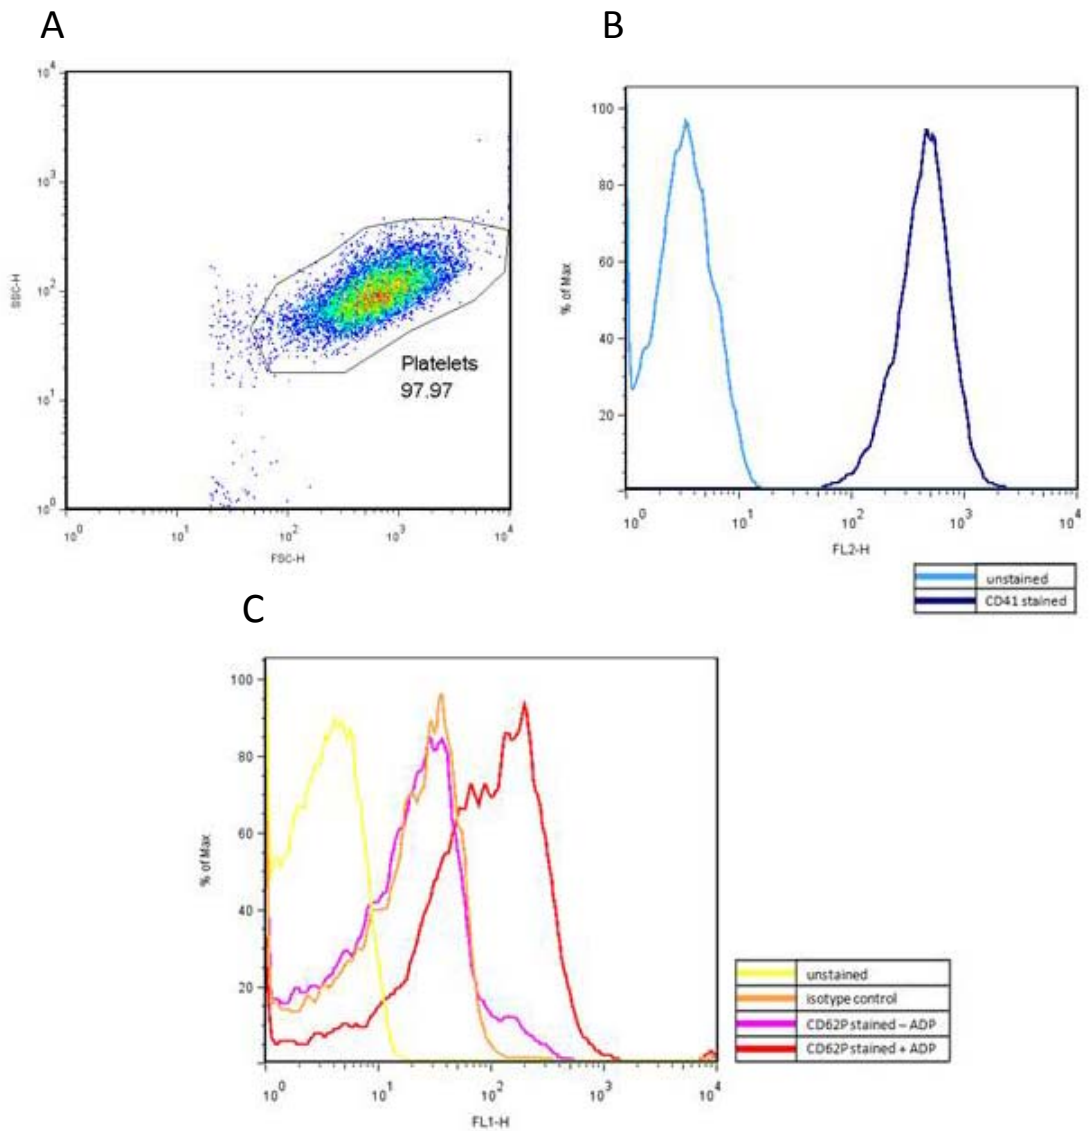 A
B
10^4
10^3
10^2
10^1
10^0
SSC-H
Platelets
97.97
10^0 10^1 10^2 10^3 10^4
FSC-H
100
80
60
40
20
% of Max
10^0 10^1 10^2 10^3 10^4
FL2-H
unstained
CD41 stained
C
100
80
60
40
20
% of Max
10^0 10^1 10^2 10^3 10^4
FL1-H
unstained
isotype control
CD62P stained – ADP
CD62P stained + ADP